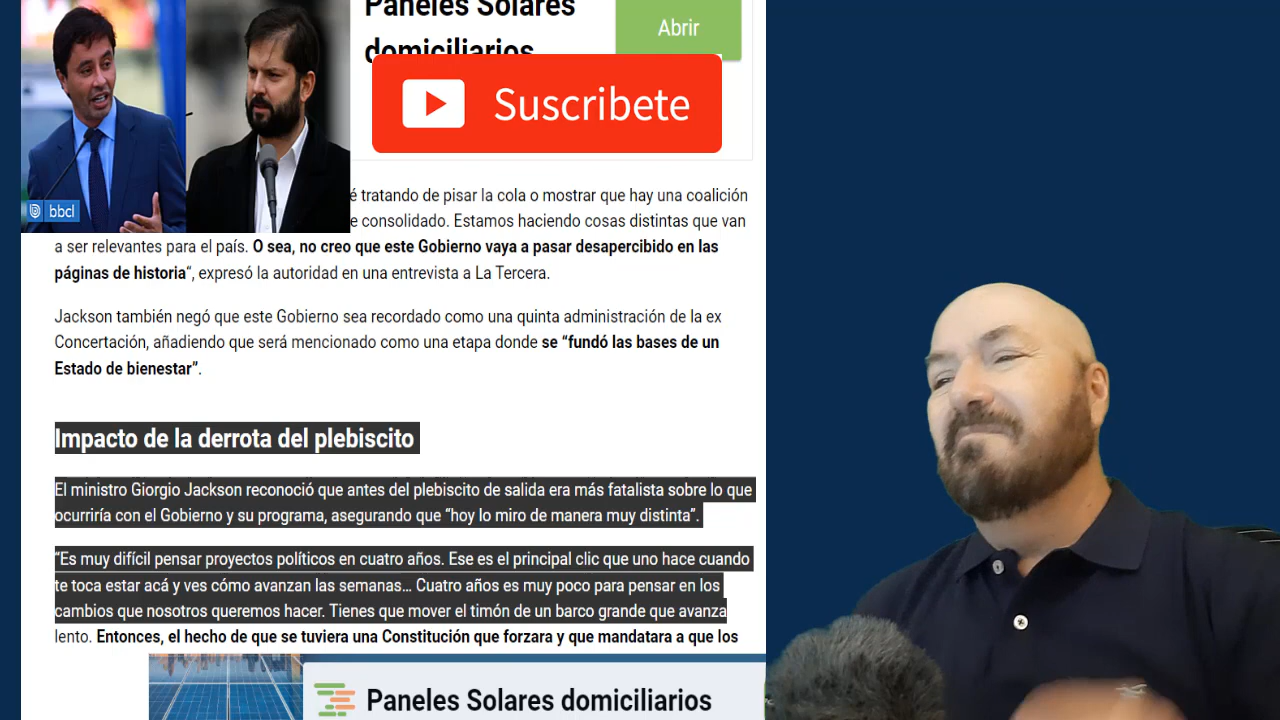 Paneles Solares
domiciliarios
Abrir
Suscribete
bbcl
é tratando de pisar la cola o mostrar que hay una coalición
e consolidado. Estamos haciendo cosas distintas que van
a ser relevantes para el país. O sea, no creo que este Gobierno vaya a pasar desapercibido en las
páginas de historia“, expresó la autoridad en una entrevista a La Tercera.
Jackson también negó que este Gobierno sea recordado como una quinta administración de la ex
Concertación, añadiendo que será mencionado como una etapa donde se “fundó las bases de un
Estado de bienestar”.
Impacto de la derrota del plebiscito
El ministro Giorgio Jackson reconoció que antes del plebiscito de salida era más fatalista sobre lo que
ocurriría con el Gobierno y su programa, asegurando que “hoy lo miro de manera muy distinta”.
“Es muy difícil pensar proyectos políticos en cuatro años. Ese es el principal clic que uno hace cuando
te toca estar acá y ves cómo avanzan las semanas… Cuatro años es muy poco para pensar en los
cambios que nosotros queremos hacer. Tienes que mover el timón de un barco grande que avanza
lento. Entonces, el hecho de que se tuviera una Constitución que forzara y que mandatara a que los
Paneles Solares domiciliarios